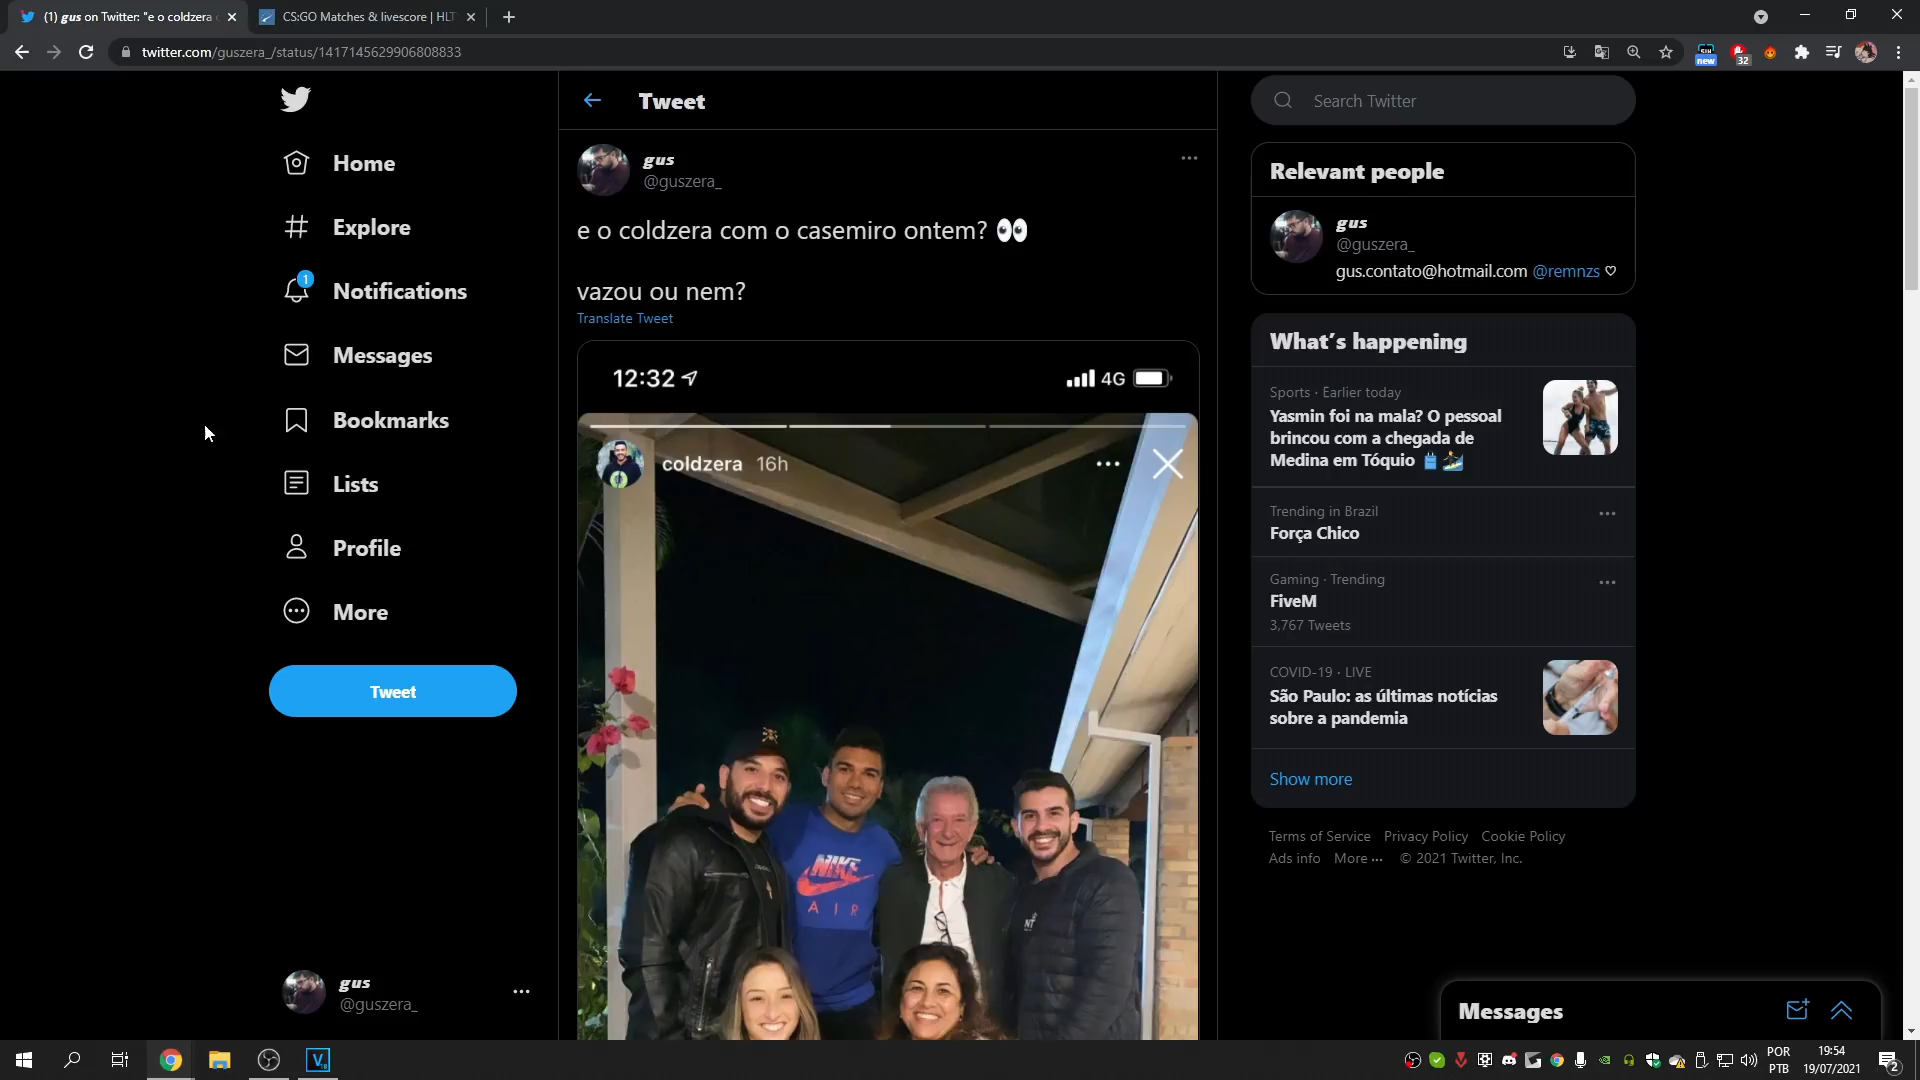 (1) gus on Twitter: "e o coldzera c
CS:GO Matches & livescore | HLT
twitter.com/guszera_/status/1417145629906808833
new
32
Home
Explore
1
Notifications
Messages
Bookmarks
Lists
Profile
More
Tweet
gus
@guszera_
Tweet
gus
@guszera_
e o coldzera com o casemiro ontem? 👀
vazou ou nem?
Translate Tweet
12:32
4G
coldzera 16h
NIKE
AIR
NT
Search Twitter
Relevant people
gus
@guszera_
gus.contato@hotmail.com @remnzs ♡
What's happening
Sports · Earlier today
Yasmin foi na mala? O pessoal
brincou com a chegada de
Medina em Tóquio 🧳🏄
Trending in Brazil
Força Chico
Gaming · Trending
FiveM
3,767 Tweets
COVID-19 · LIVE
São Paulo: as últimas notícias
sobre a pandemia
Show more
Terms of Service Privacy Policy Cookie Policy
Ads info More ··· © 2021 Twitter, Inc.
Messages
POR
PTB
19:54
19/07/2021
2